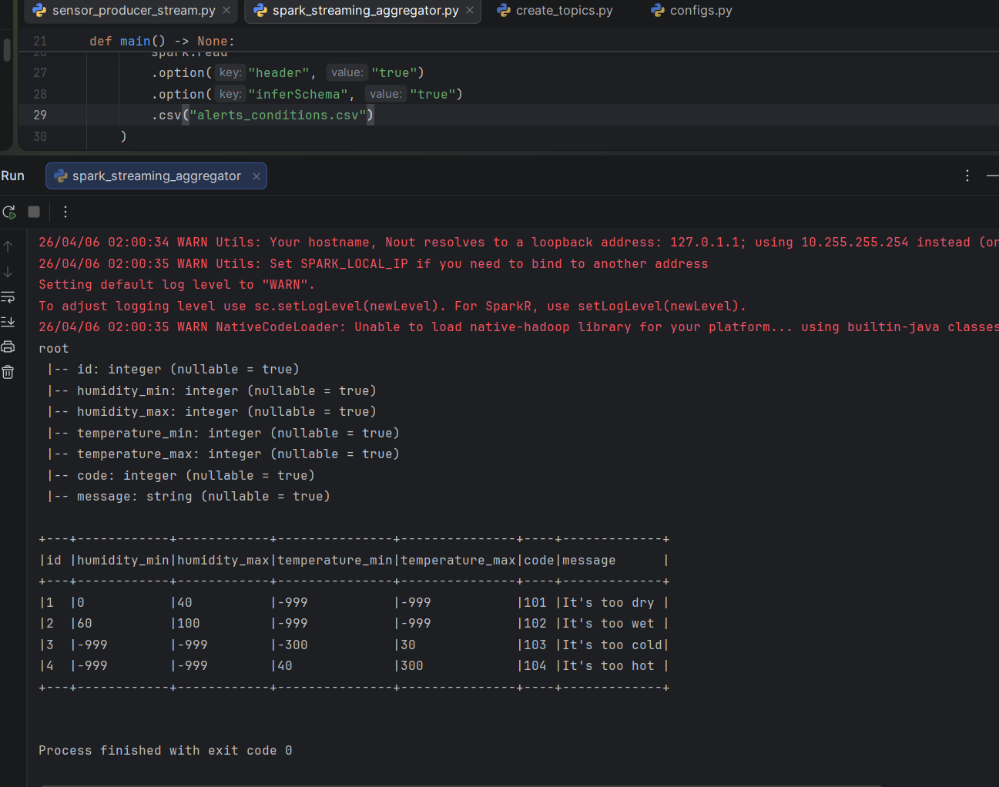 sensor_producer_stream.py
spark_streaming_aggregator.py
create_topics.py
configs.py
21 def main() -> None:
27 .option( key: "header", value: "true")
28 .option( key: "inferSchema", value: "true")
29 .csv("alerts_conditions.csv")
30 )
Run
spark_streaming_aggregator
26/04/06 02:00:34 WARN Utils: Your hostname, Nout resolves to a loopback address: 127.0.1.1; using 10.255.255.254 instead
26/04/06 02:00:35 WARN Utils: Set SPARK_LOCAL_IP if you need to bind to another address
Setting default log level to "WARN".
To adjust logging level use sc.setLogLevel(newLevel). For SparkR, use setLogLevel(newLevel).
26/04/06 02:00:35 WARN NativeCodeLoader: Unable to load native-hadoop library for your platform... using builtin-java classes
root
 |-- id: integer (nullable = true)
 |-- humidity_min: integer (nullable = true)
 |-- humidity_max: integer (nullable = true)
 |-- temperature_min: integer (nullable = true)
 |-- temperature_max: integer (nullable = true)
 |-- code: integer (nullable = true)
 |-- message: string (nullable = true)
+---+------------+------------+---------------+---------------+----+-------------+
|id |humidity_min|humidity_max|temperature_min|temperature_max|code|message      |
+---+------------+------------+---------------+---------------+----+-------------+
|1  |0           |40          |-999           |-999           |101 |It's too dry |
|2  |60          |100         |-999           |-999           |102 |It's too wet |
|3  |-999        |-999        |-300           |30             |103 |It's too cold|
|4  |-999        |-999        |40             |300            |104 |It's too hot |
+---+------------+------------+---------------+---------------+----+-------------+
Process finished with exit code 0